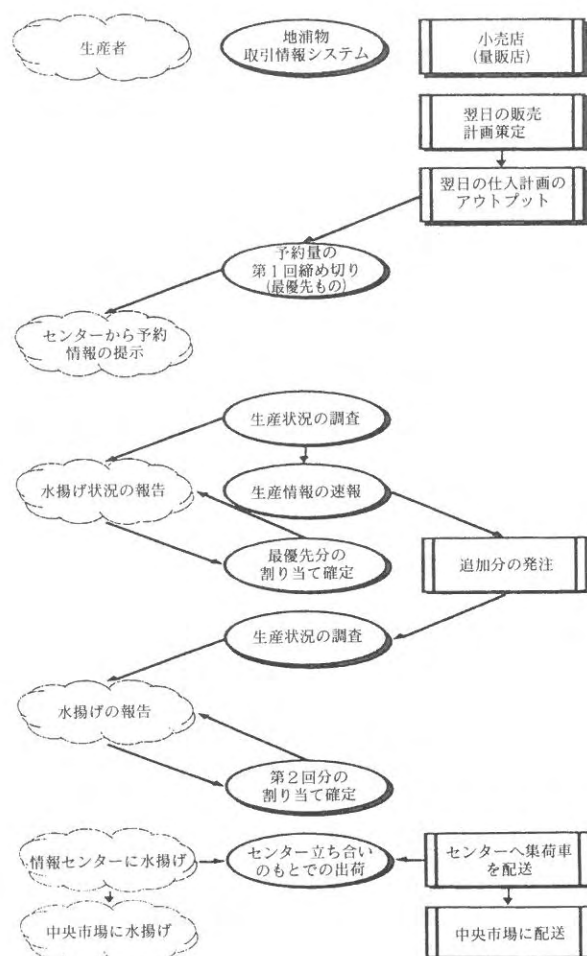 生産者
地浦物
取引情報システム
小売店
(量販店)
翌日の販売
計画策定
翌日の仕入計画の
アウトプット
予約量の
第1回締め切り
(最優先もの)
センターから予約
情報の提示
生産状況の調査
水揚げ状況の報告
生産情報の速報
最優先分の
割り当て確定
追加分の発注
生産状況の調査
水揚げの報告
第2回分の
割り当て確定
情報センターに水揚げ
センター立ち合い
のもとでの出荷
センターへ集荷車
を配送
中央市場に水揚げ
中央市場に配送